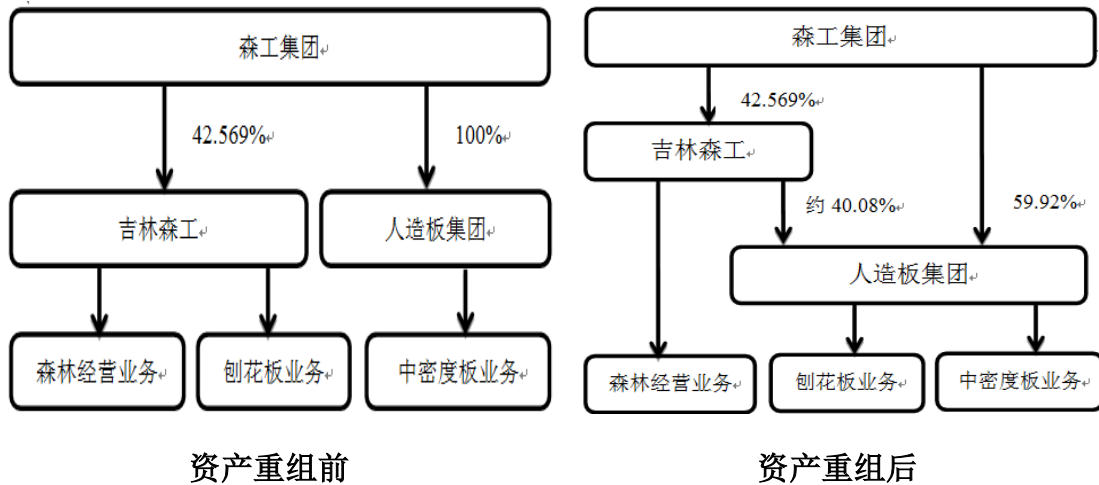 森工集团
42.569%
100%
吉林森工
人造板集团
森林经营业务
刨花板业务
中密度板业务
资产重组前
森工集团
42.569%
吉林森工
约 40.08%
59.92%
人造板集团
森林经营业务
刨花板业务
中密度板业务
资产重组后